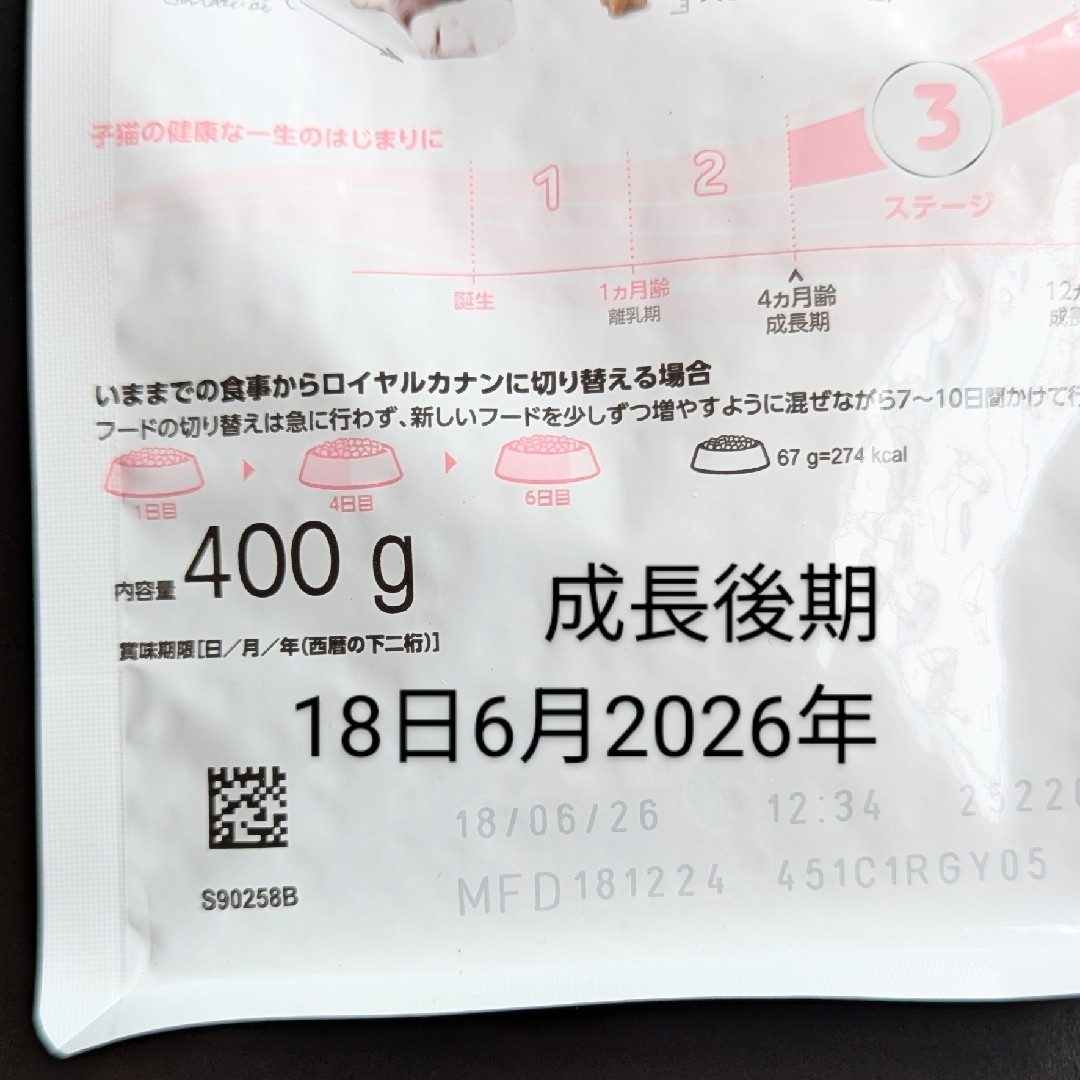 子猫の健康な一生のはじまりに
1
2
3
ステージ
誕生
1ヵ月齢
離乳期
4ヵ月齢
成長期
いままでの食事からロイヤルカナンに切り替える場合
フードの切り替えは急に行わず、新しいフードを少しずつ増やすように混ぜながら7〜10日間かけて行
1日目
4日目
6日目
67 g=274 kcal
内容量 400 g
成長後期
賞味期限[日/月/年(西暦の下二桁)]
18日6月2026年
18/06/26 12:34 25220
MFD181224 451C1RGY05
S90258B